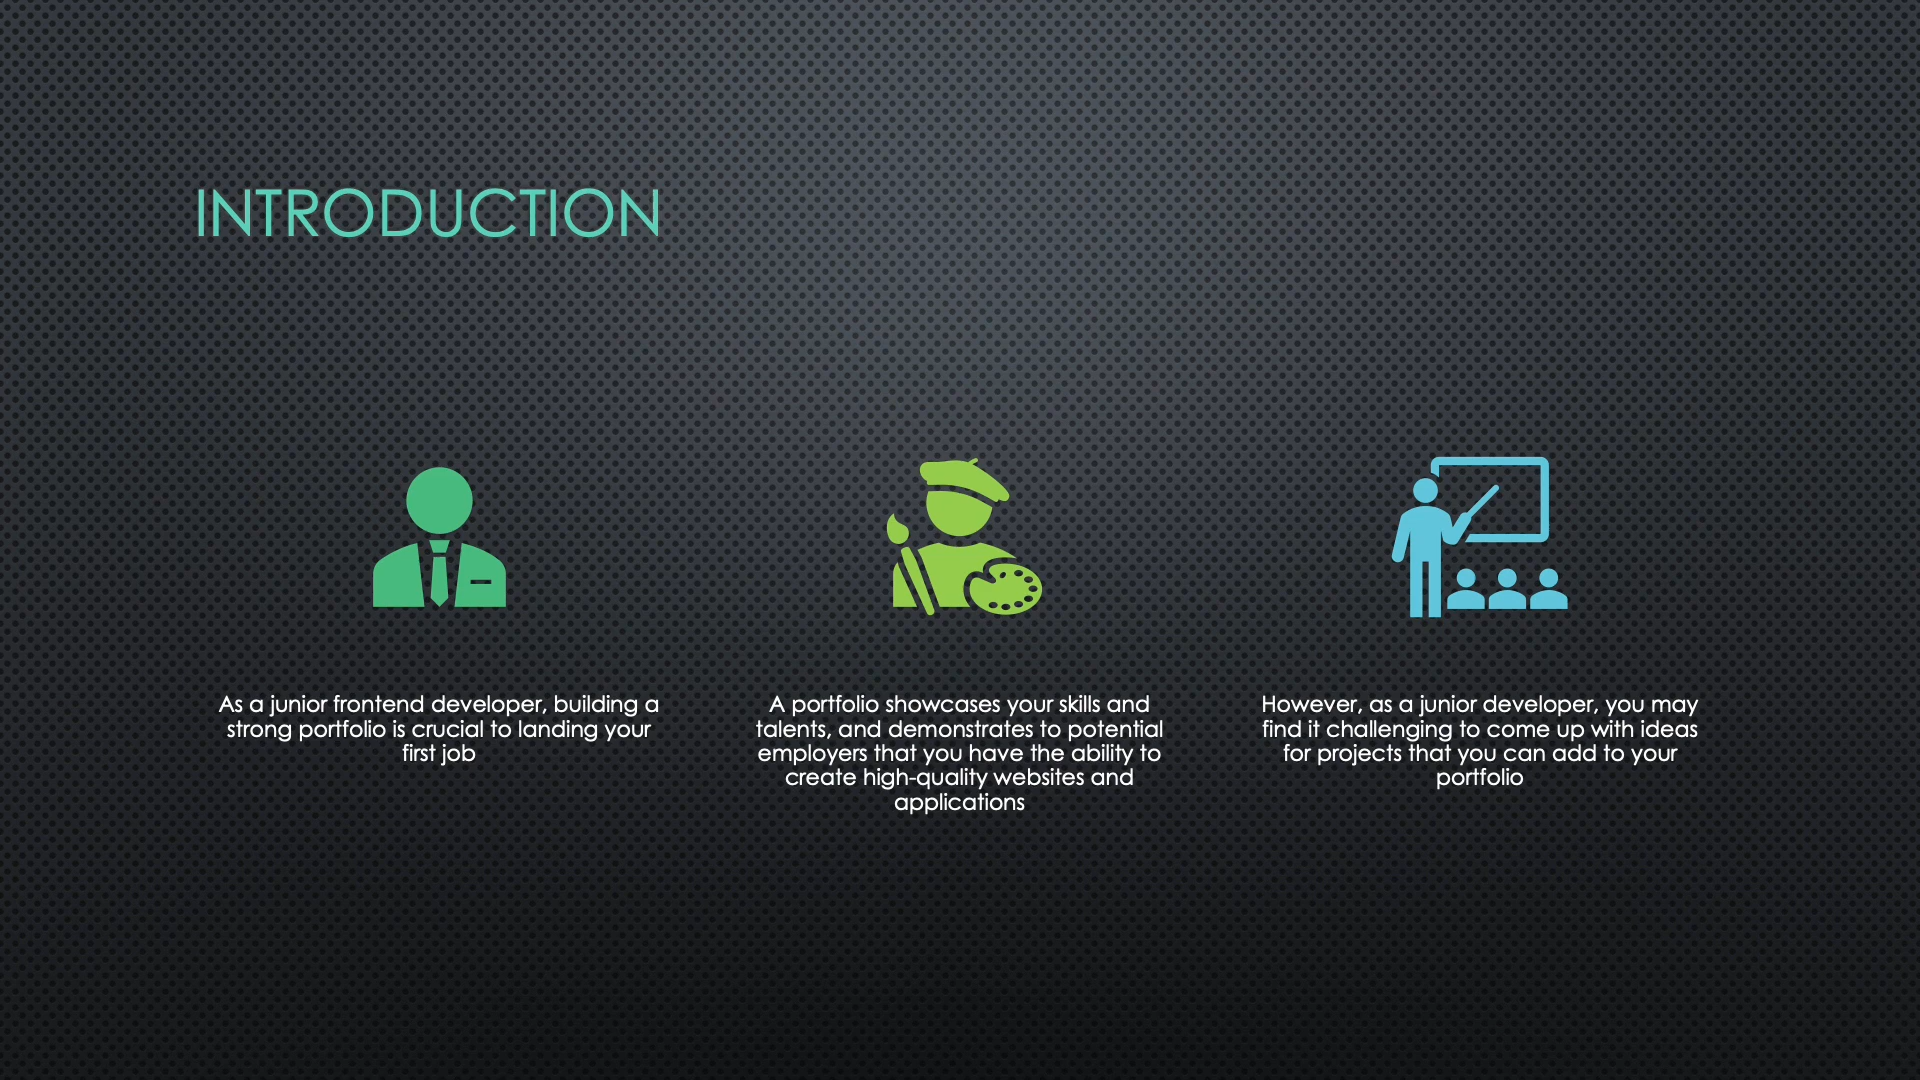 INTRODUCTION
As a junior frontend developer, building a
strong portfolio is crucial to landing your
first job
A portfolio showcases your skills and
talents, and demonstrates to potential
employers that you have the ability to
create high-quality websites and
applications
However, as a junior developer, you may
find it challenging to come up with ideas
for projects that you can add to your
portfolio